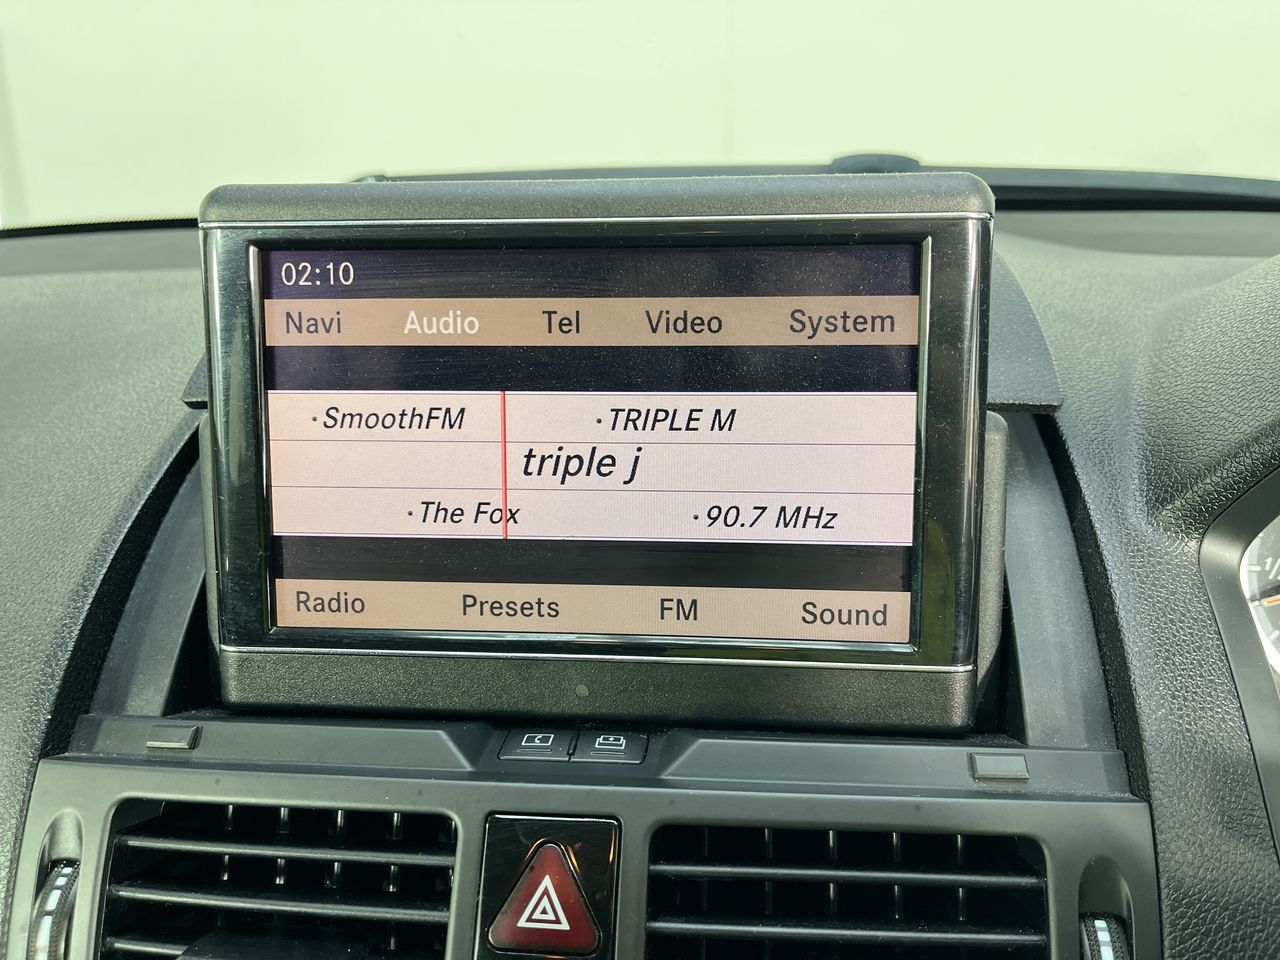 02:10
Navi Audio Tel Video System
·SmoothFM ·TRIPLE M
triple j
·The Fox ·90.7 MHz
Radio Presets FM Sound